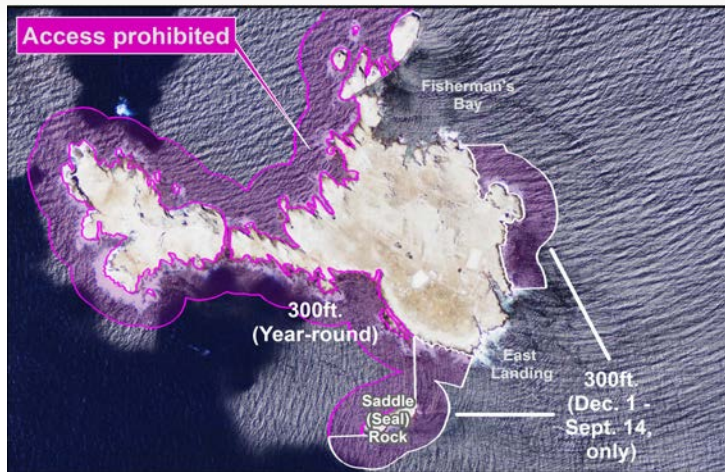 Access prohibited
Fisherman's
Bay
300ft.
(Year-round)
East
Landing
Saddle
(Seal)
Rock
300ft.
(Dec. 1 -
Sept. 14,
only)